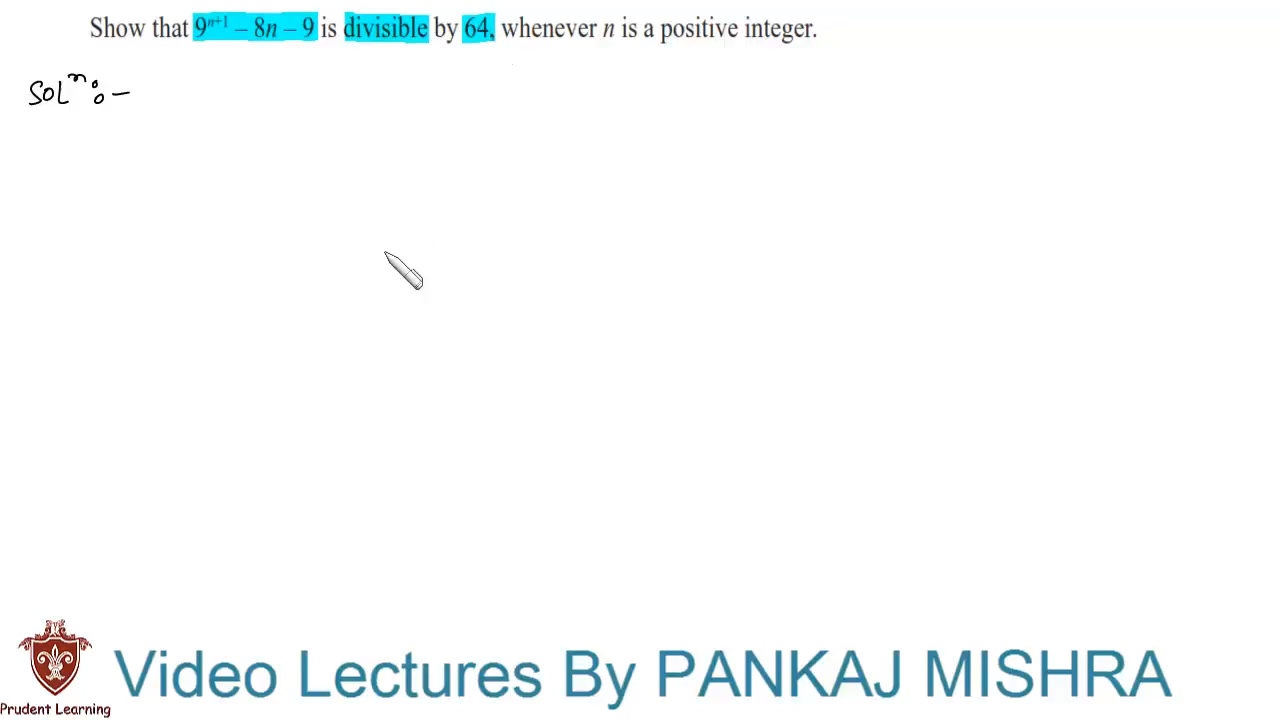 Show that 9ⁿ⁺¹ – 8n – 9 is divisible by 64, whenever n is a positive integer.
SOLⁿ :–
Prudent Learning
Video Lectures By PANKAJ MISHRA